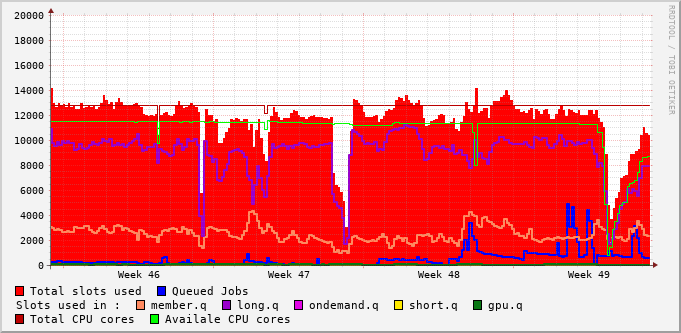 20000
18000
16000
14000
12000
10000
8000
6000
4000
2000
0
Week 46 Week 47 Week 48 Week 49
RRDTOOL / TOBI OETIKER
Total slots used Queued Jobs
Slots used in : member.q long.q ondemand.q short.q gpu.q
Total CPU cores Availale CPU cores